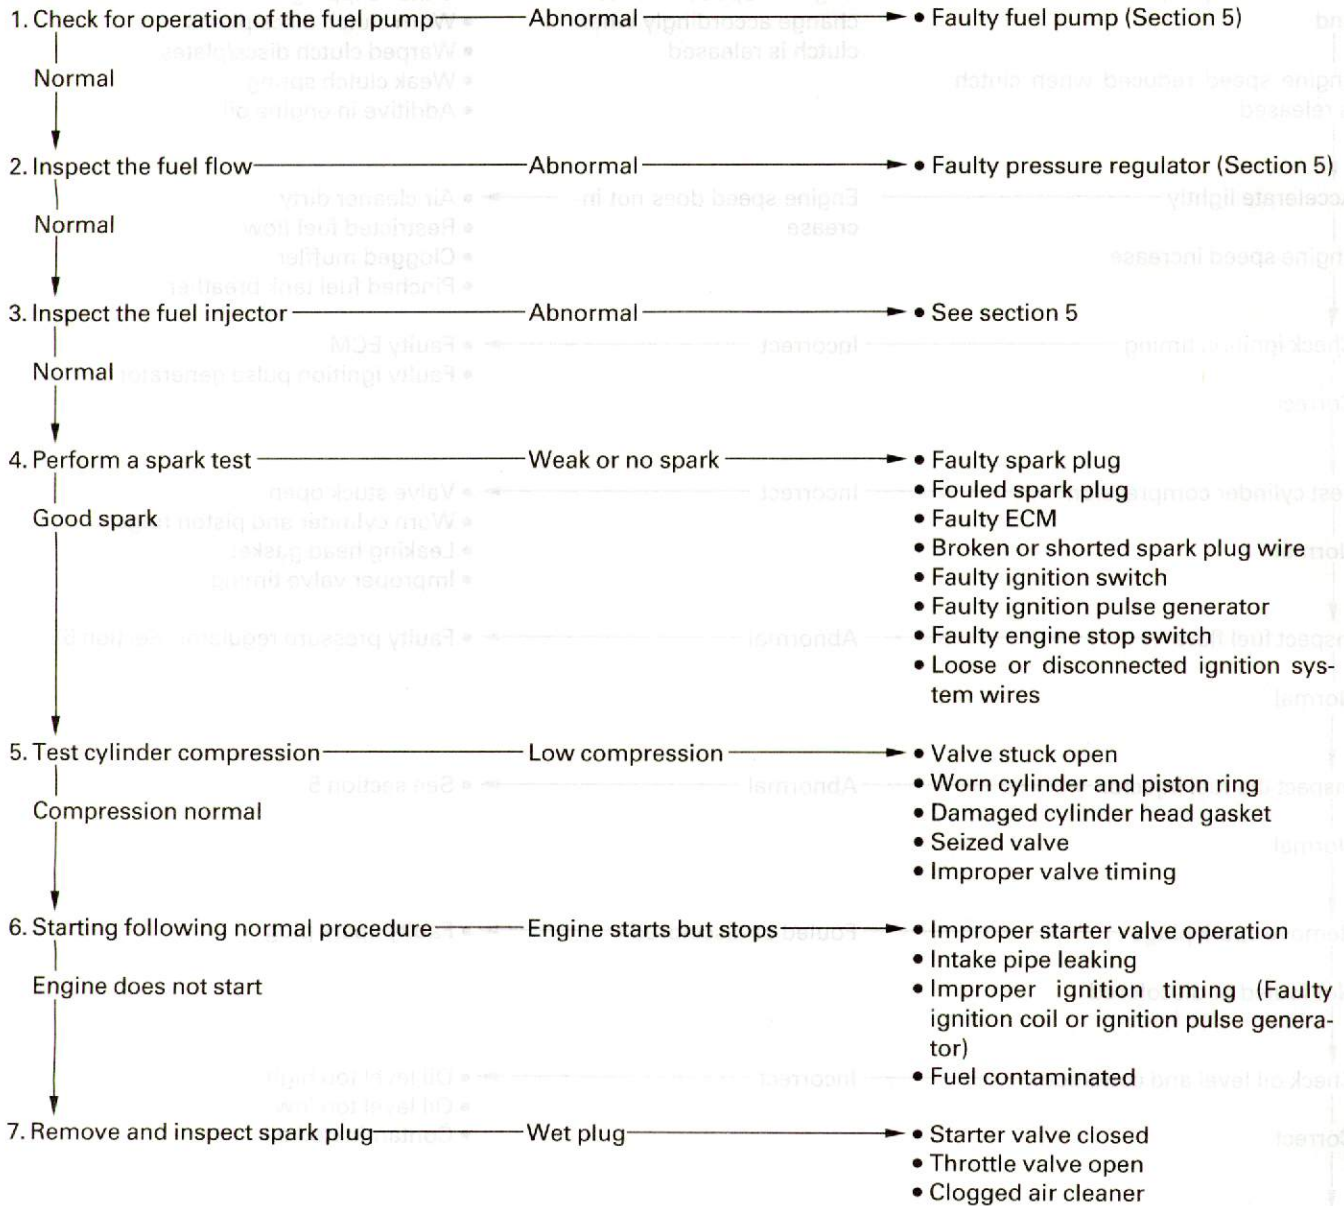 1. Check for operation of the fuel pump Abnormal • Faulty fuel pump (Section 5)
Normal
2. Inspect the fuel flow Abnormal • Faulty pressure regulator (Section 5)
Normal
3. Inspect the fuel injector Abnormal • See section 5
Normal
4. Perform a spark test Weak or no spark • Faulty spark plug
• Fouled spark plug
Good spark • Faulty ECM
• Broken or shorted spark plug wire
• Faulty ignition switch
• Faulty ignition pulse generator
• Faulty engine stop switch
• Loose or disconnected ignition sys-
tem wires
5. Test cylinder compression Low compression • Valve stuck open
• Worn cylinder and piston ring
Compression normal • Damaged cylinder head gasket
• Seized valve
• Improper valve timing
6. Starting following normal procedure Engine starts but stops • Improper starter valve operation
• Intake pipe leaking
Engine does not start • Improper ignition timing (Faulty
ignition coil or ignition pulse genera-
tor)
• Fuel contaminated
7. Remove and inspect spark plug Wet plug • Starter valve closed
• Throttle valve open
• Clogged air cleaner